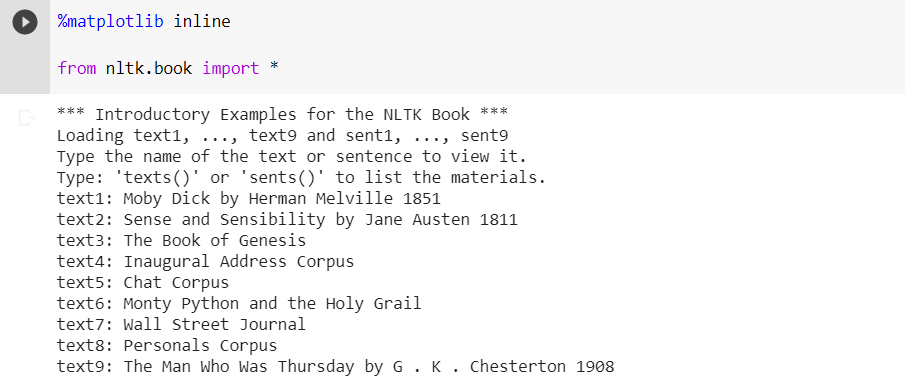 %matplotlib inline
from nltk.book import *
*** Introductory Examples for the NLTK Book ***
Loading text1, ..., text9 and sent1, ..., sent9
Type the name of the text or sentence to view it.
Type: 'texts()' or 'sents()' to list the materials.
text1: Moby Dick by Herman Melville 1851
text2: Sense and Sensibility by Jane Austen 1811
text3: The Book of Genesis
text4: Inaugural Address Corpus
text5: Chat Corpus
text6: Monty Python and the Holy Grail
text7: Wall Street Journal
text8: Personals Corpus
text9: The Man Who Was Thursday by G . K . Chesterton 1908